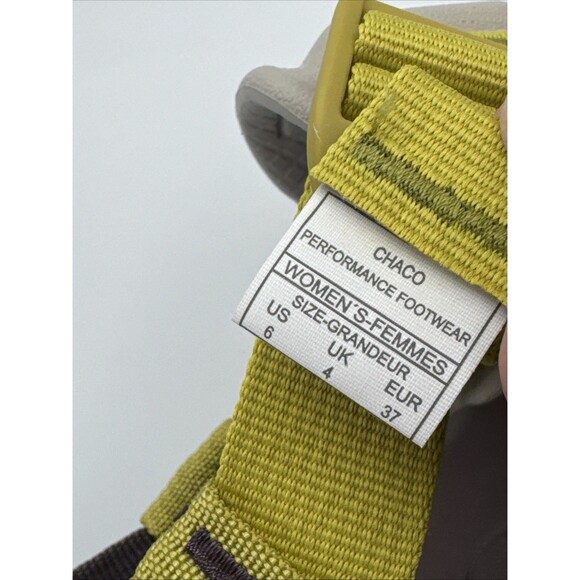 CHACO
PERFORMANCE FOOTWEAR
WOMEN´S-FEMMES
SIZE-GRANDEUR
US UK EUR
6 4 37